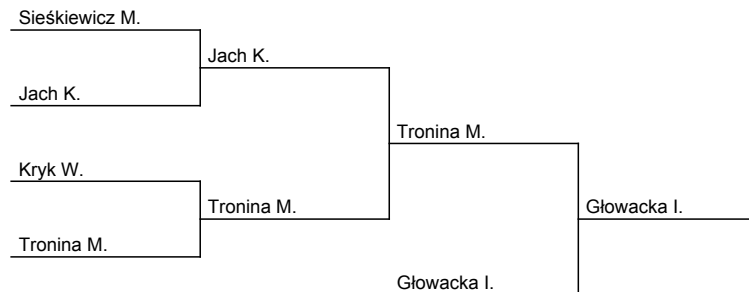 Sieśkiewicz M.
Jach K.
Jach K.
Tronina M.
Kryk W.
Tronina M.
Głowacka I.
Tronina M.
Głowacka I.